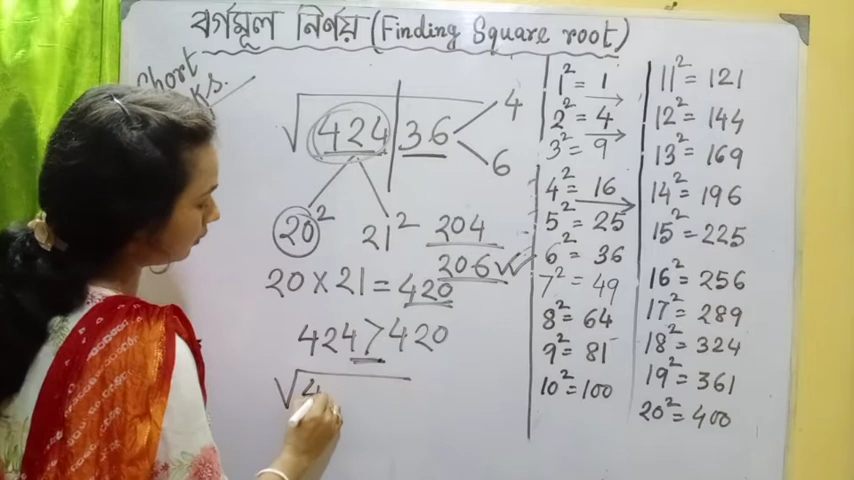 বর্গমূল নির্ণয় (Finding Square root)
Short
√42436
4
6
20² 21²
204
206 ✓✓
20 × 21 = 420
424 > 420
√4
1² = 1
2² = 4
3² = 9
4² = 16
5² = 25
6² = 36
7² = 49
8² = 64
9² = 81
10² = 100
11² = 121
12² = 144
13² = 169
14² = 196
15² = 225
16² = 256
17² = 289
18² = 324
19² = 361
20² = 400